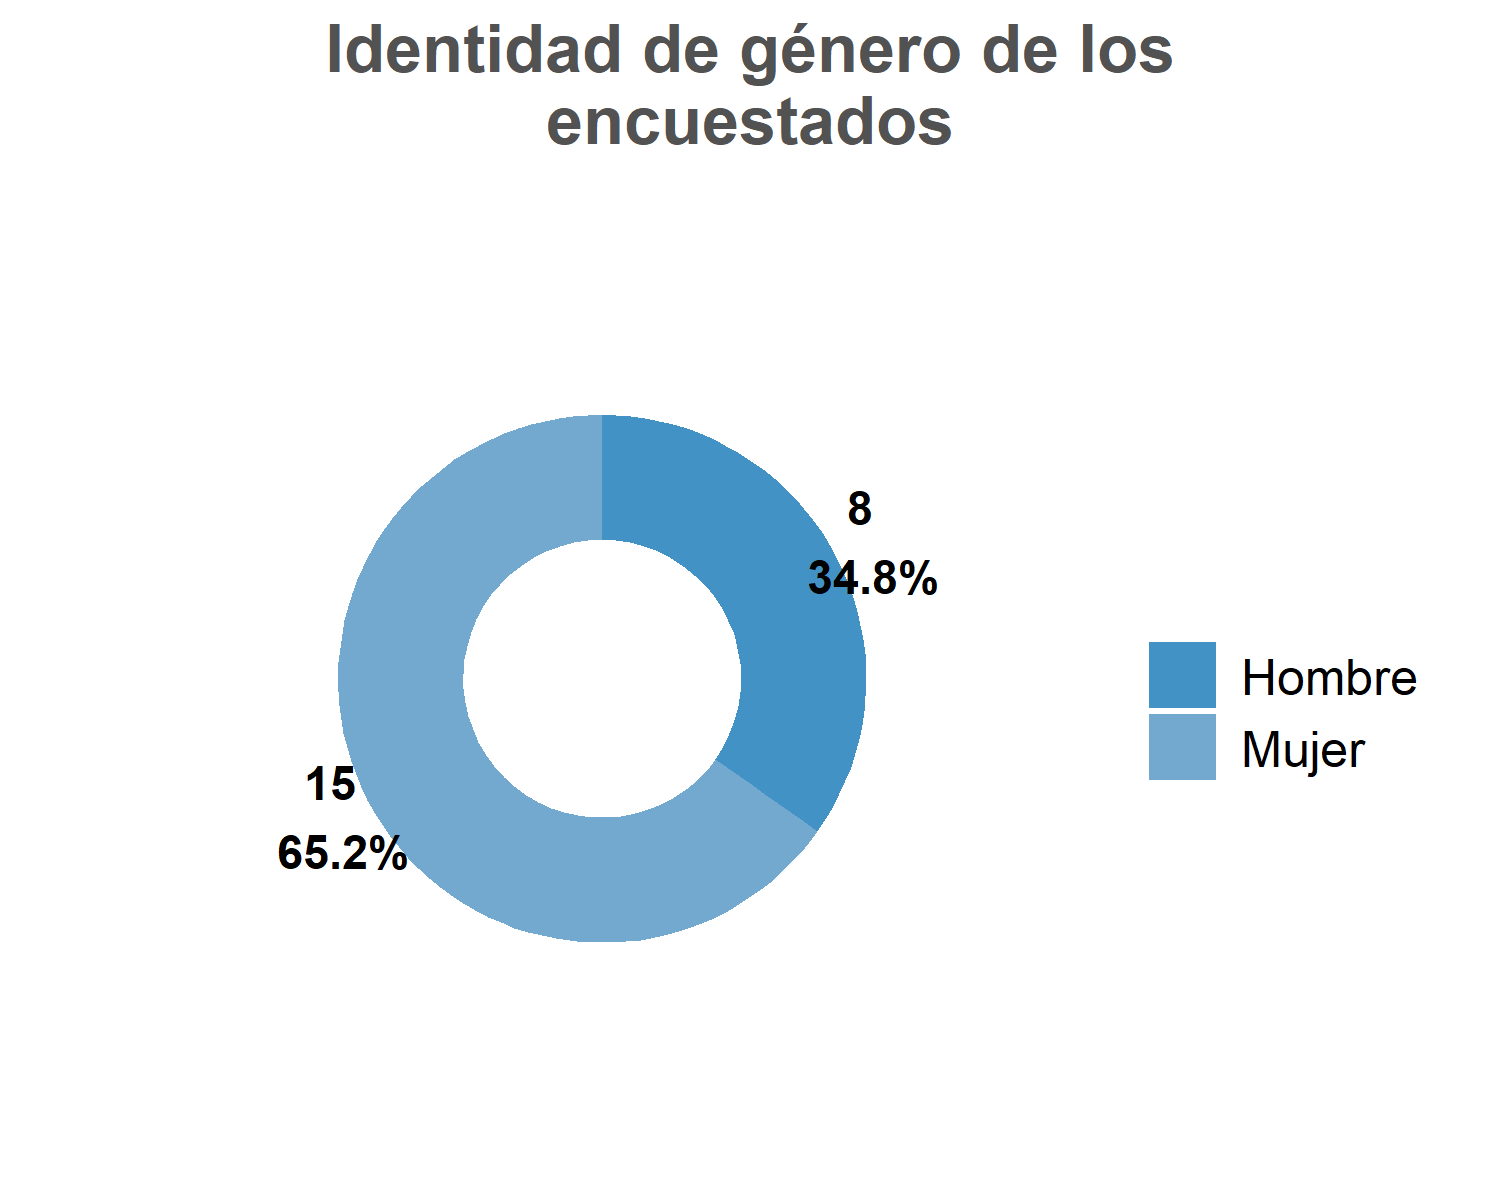 Identidad de género de los
encuestados
8
34.8%
15
65.2%
Hombre
Mujer